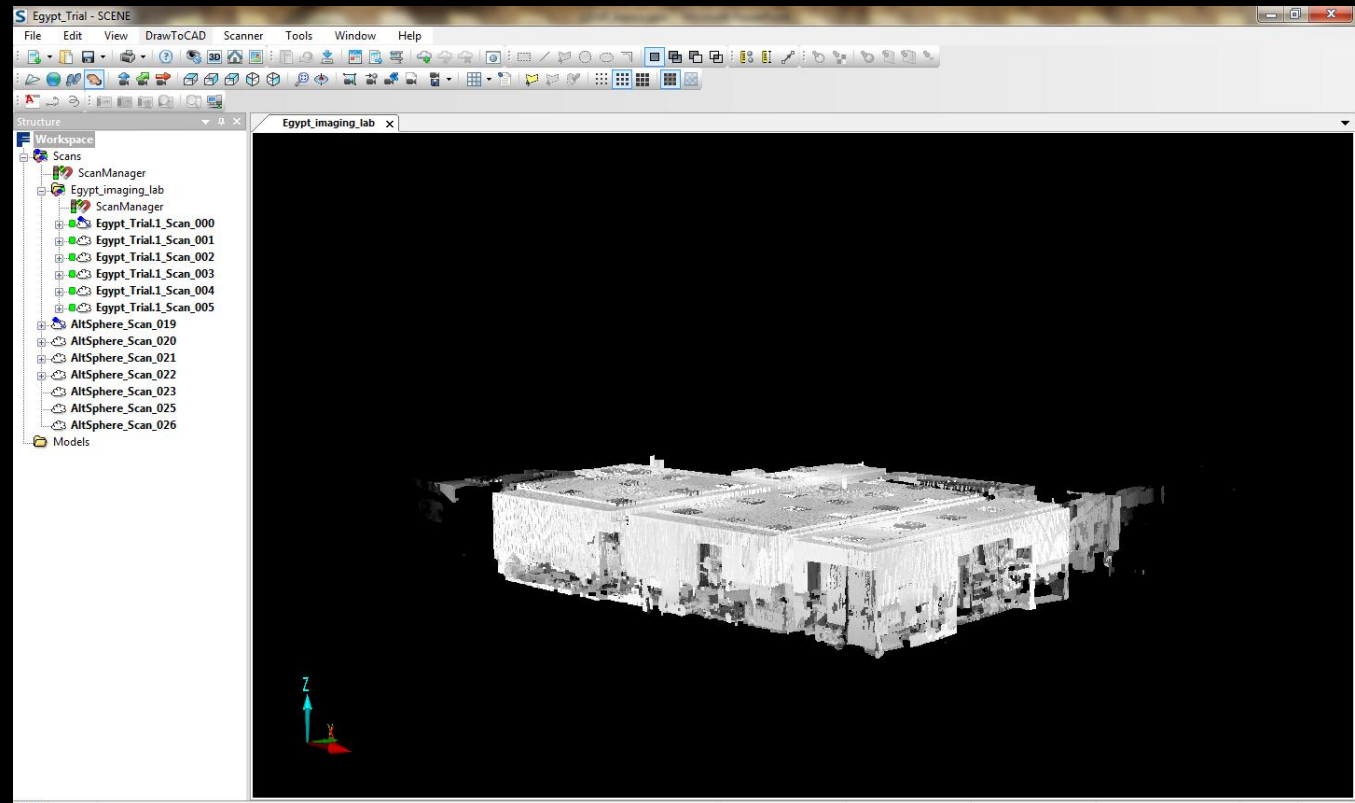 Egypt_Trial - SCENE
File Edit View DrawToCAD Scanner Tools Window Help
Structure
Egypt_imaging_lab x
Workspace
Scans
ScanManager
Egypt_imaging_lab
ScanManager
Egypt_Trial.1_Scan_000
Egypt_Trial.1_Scan_001
Egypt_Trial.1_Scan_002
Egypt_Trial.1_Scan_003
Egypt_Trial.1_Scan_004
Egypt_Trial.1_Scan_005
AltSphere_Scan_019
AltSphere_Scan_020
AltSphere_Scan_021
AltSphere_Scan_022
AltSphere_Scan_023
AltSphere_Scan_025
AltSphere_Scan_026
Models
Z
Y